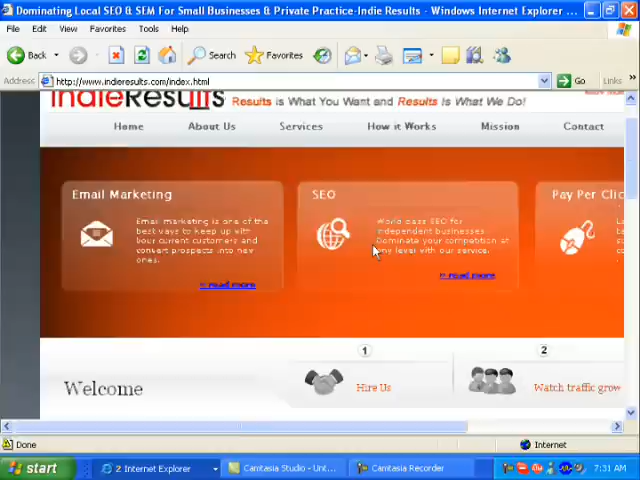 Dominating Local SEO & SEM For Small Businesses & Private Practice-Indie Results - Windows Internet Explorer ...
File Edit View Favorites Tools Help
Back Search Favorites
Address http://www.indieresults.com/index.html Go Links »
indieResults Results is What You Want and Results Is What We Do!
Home About Us Services How it Works Mission Contact
Email Marketing
Email marketing is one of the
best ways to keep up with
your current customers and
convert prospects into new
ones.
» read more
SEO
World class SEO for
independent businesses.
Dominate your competition at
any level with our service.
» read more
Pay Per Clic
1 2
Welcome Hire Us Watch traffic grow
Done Internet
start 2 Internet Explorer Camtasia Studio - Unt... Camtasia Recorder 7:31 AM